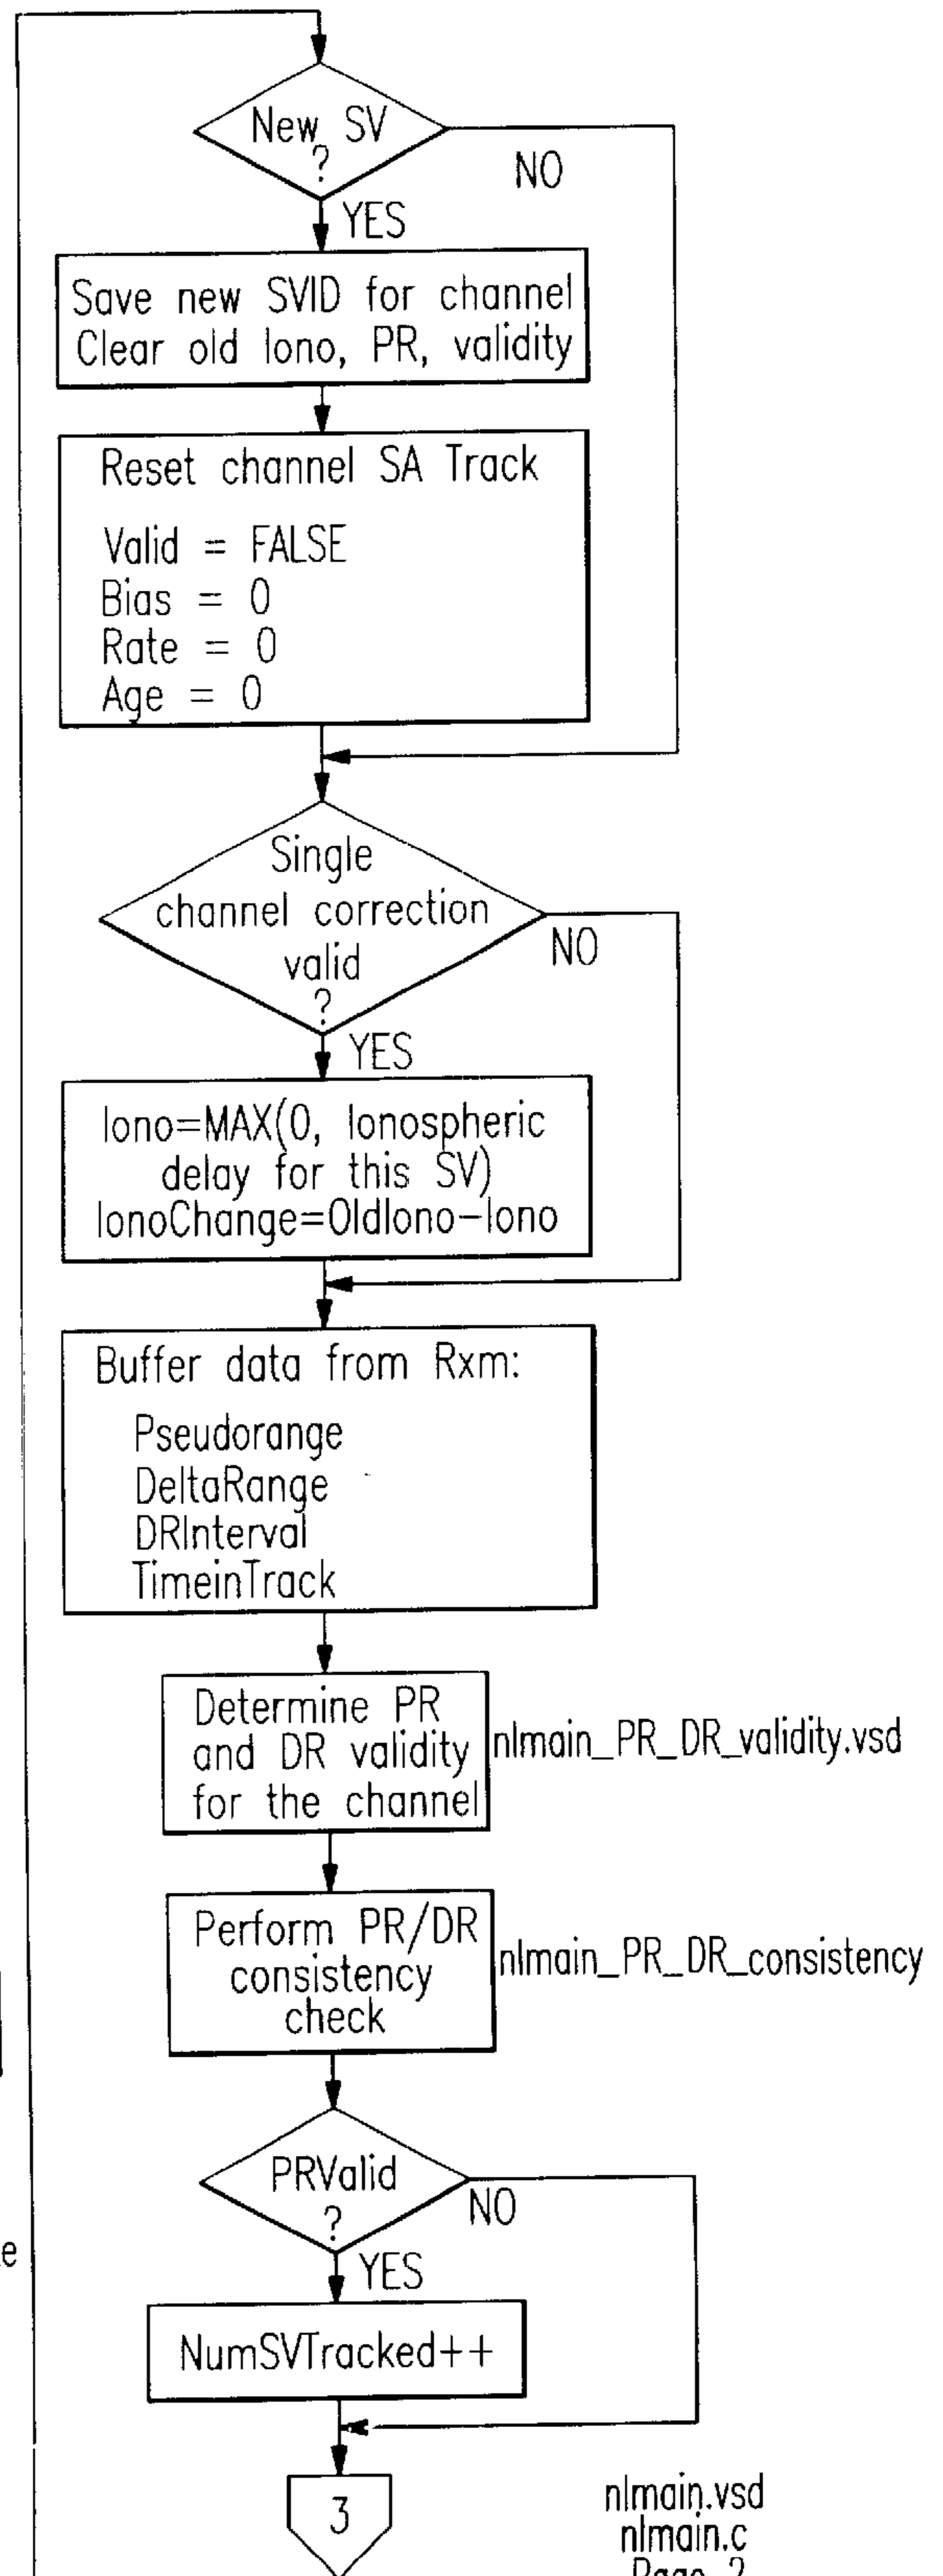 New SV
?
NO
YES
Save new SVID for channel
Clear old Iono, PR, validity
Reset channel SA Track
Valid = FALSE
Bias = 0
Rate = 0
Age = 0
Single
channel correction
valid
?
NO
YES
Iono=MAX(0, Ionospheric
delay for this SV)
IonoChange=OldIono-Iono
Buffer data from Rxm:
Pseudorange
DeltaRange
DRInterval
TimeinTrack
Determine PR
and DR validity
for the channel
nlmain_PR_DR_validity.vsd
Perform PR/DR
consistency
check
nlmain_PR_DR_consistency
PRValid
?
NO
e
YES
NumSVTracked++
3
nlmain.vsd
nlmain.c
Page 2